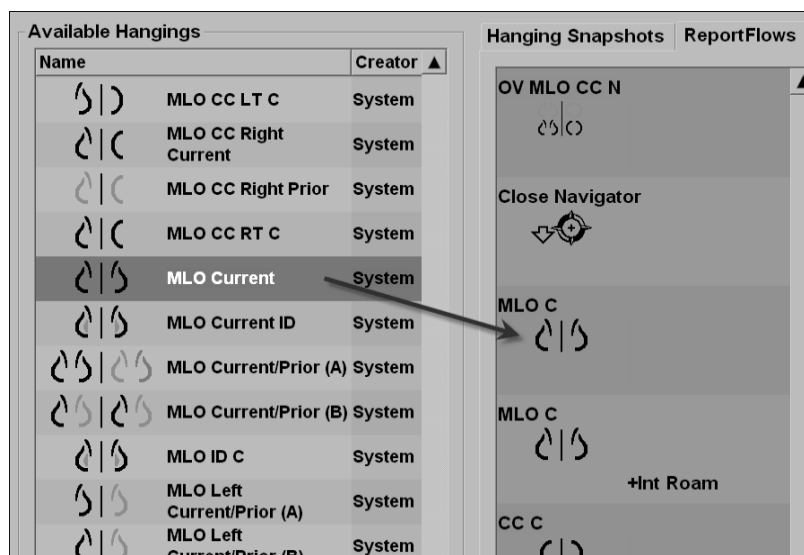 Available Hangings
Name Creator
MLO CC LT C System
MLO CC Right
Current System
MLO CC Right Prior System
MLO CC RT C System
MLO Current System
MLO Current ID System
MLO Current/Prior (A) System
MLO Current/Prior (B) System
MLO ID C System
MLO Left
Current/Prior (A) System
MLO Left
Current/Prior (B) System
Hanging Snapshots ReportFlows
OV MLO CC N
Close Navigator
MLO C
MLO C
+Int Roam
CC C